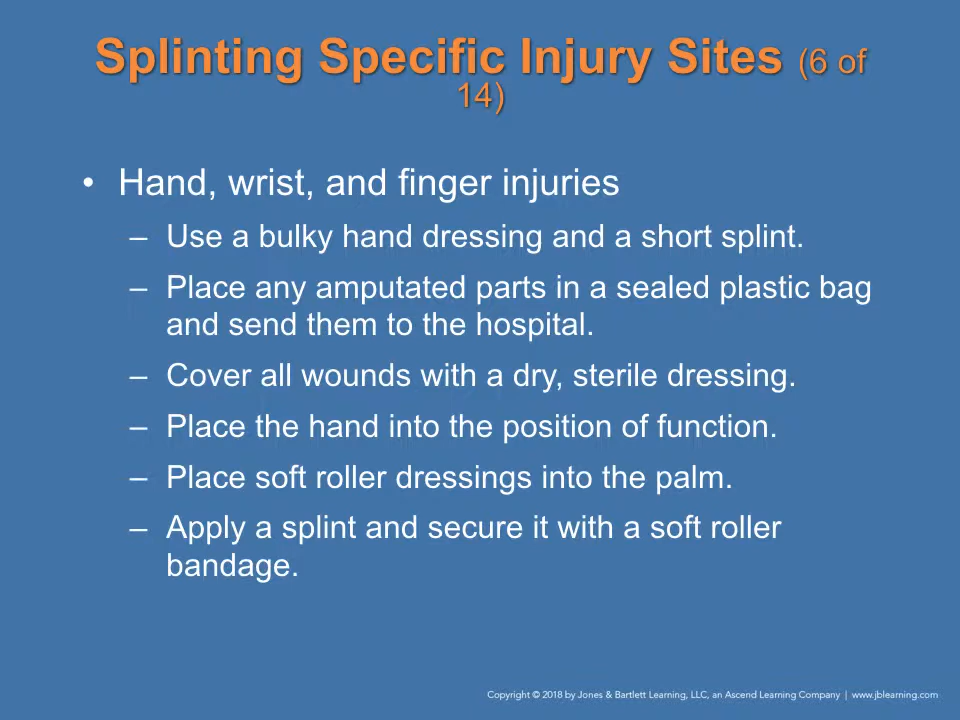 Splinting Specific Injury Sites (6 of
14)
• Hand, wrist, and finger injuries
– Use a bulky hand dressing and a short splint.
– Place any amputated parts in a sealed plastic bag
and send them to the hospital.
– Cover all wounds with a dry, sterile dressing.
– Place the hand into the position of function.
– Place soft roller dressings into the palm.
– Apply a splint and secure it with a soft roller
bandage.
Copyright © 2018 by Jones & Bartlett Learning, LLC, an Ascend Learning Company | www.jblearning.com